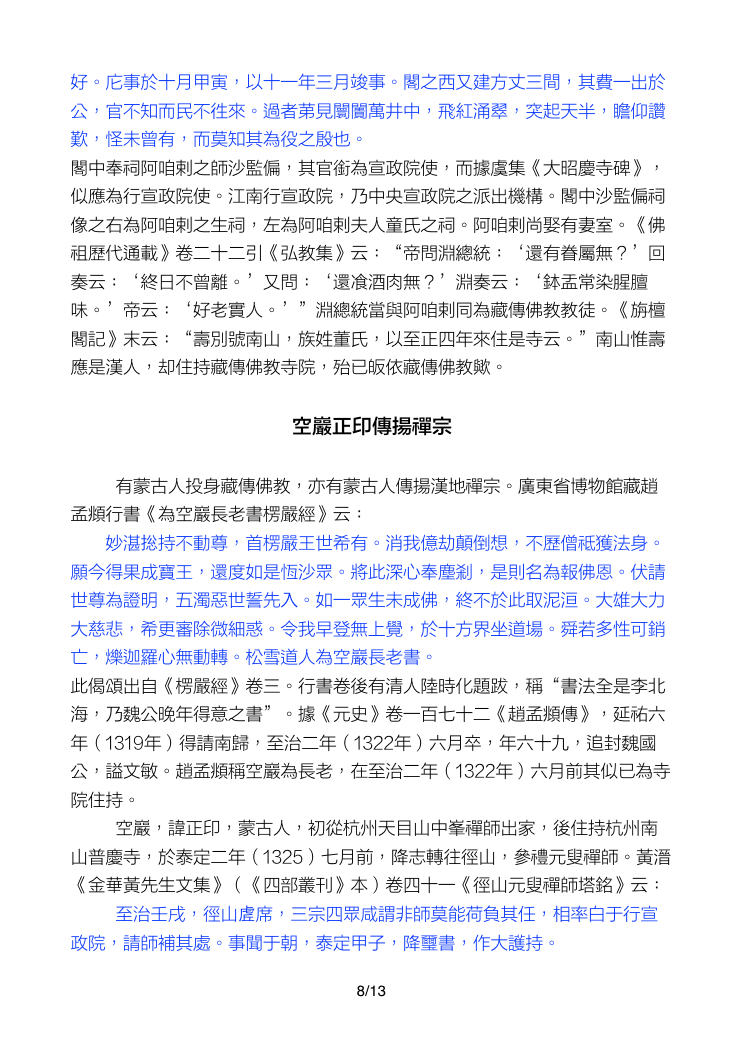 好。庀事於十月甲寅，以十一年三月竣事。閣之西又建方丈三間，其費一出於
公，官不知而民不徃來。過者苐見闤闠萬井中，飛紅涌翠，突起天半，瞻仰讚
歎，怪未曾有，而莫知其為役之殷也。
閣中奉祀阿咱剌之師沙監偏，其官銜為宣政院使，而據虞集《大昭慶寺碑》，
似應為行宣政院使。江南行宣政院，乃中央宣政院之派出機構。閣中沙監偏祠
像之右為阿咱剌之生祠，左為阿咱剌夫人童氏之祠。阿咱剌尚娶有妻室。《佛
祖歷代通載》卷二十二引《弘教集》云：“帝問淵總統：‘還有眷屬無？’回
奏云：‘終日不曾離。’又問：‘還飡酒肉無？’淵奏云：‘鉢盂常染腥膻
味。’帝云：‘好老實人。’”淵總統當與阿咱剌同為藏傳佛教教徒。《旃檀
閣記》末云：“壽別號南山，族姓董氏，以至正四年來住是寺云。”南山惟壽
應是漢人，却住持藏傳佛教寺院，殆已皈依藏傳佛教歟。
空巖正印傳揚禪宗
有蒙古人投身藏傳佛教，亦有蒙古人傳揚漢地禪宗。廣東省博物館藏趙
孟頫行書《為空巖長老書楞嚴經》云：
妙湛捴持不動尊，首楞嚴王世希有。消我億劫顛倒想，不歷僧祇獲法身。
願今得果成寶王，還度如是恆沙眾。將此深心奉塵剎，是則名為報佛恩。伏請
世尊為證明，五濁惡世誓先入。如一眾生未成佛，終不於此取泥洹。大雄大力
大慈悲，希更審除微細惑。令我早登無上覺，於十方界坐道場。舜若多性可銷
亡，爍迦羅心無動轉。松雪道人為空巖長老書。
此偈頌出自《楞嚴經》卷三。行書卷後有清人陸時化題跋，稱“書法全是李北
海，乃魏公晚年得意之書”。據《元史》卷一百七十二《趙孟頫傳》，延祐六
年（1319年）得請南歸，至治二年（1322年）六月卒，年六十九，追封魏國
公，謚文敏。趙孟頫稱空巖為長老，在至治二年（1322年）六月前其似已為寺
院住持。
空巖，諱正印，蒙古人，初從杭州天目山中峯禪師出家，後住持杭州南
山普慶寺，於泰定二年（1325）七月前，降志轉往徑山，參禮元叟禪師。黃溍
《金華黃先生文集》（《四部叢刊》本）卷四十一《徑山元叟禪師塔銘》云：
至治壬戌，徑山虗席，三宗四眾咸謂非師莫能荷負其任，相率白于行宣
政院，請師補其處。事聞于朝，泰定甲子，降璽書，作大護持。
8/13